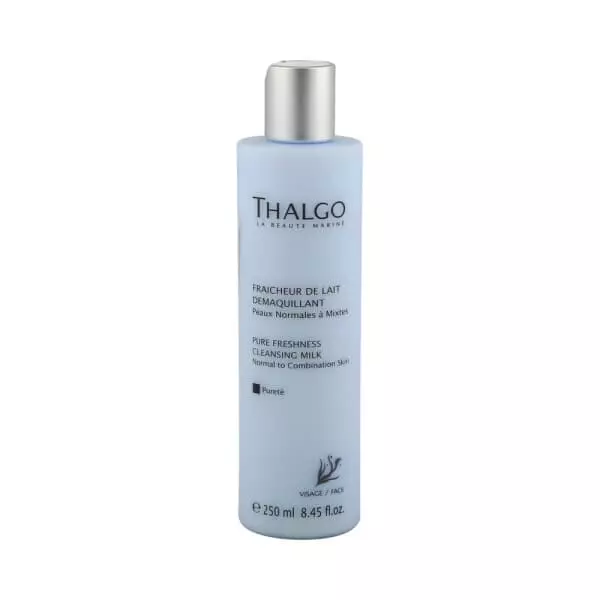 THALGO
LA BEAUTÉ MARINE
FRAICHEUR DE LAIT
DEMAQUILLANT
Peaux Normales à Mixtes
PURE FRESHNESS
CLEANSING MILK
Normal to Combination Skin
Pureté
VISAGE / FACE
℮ 250 ml 8.45 fl.oz.